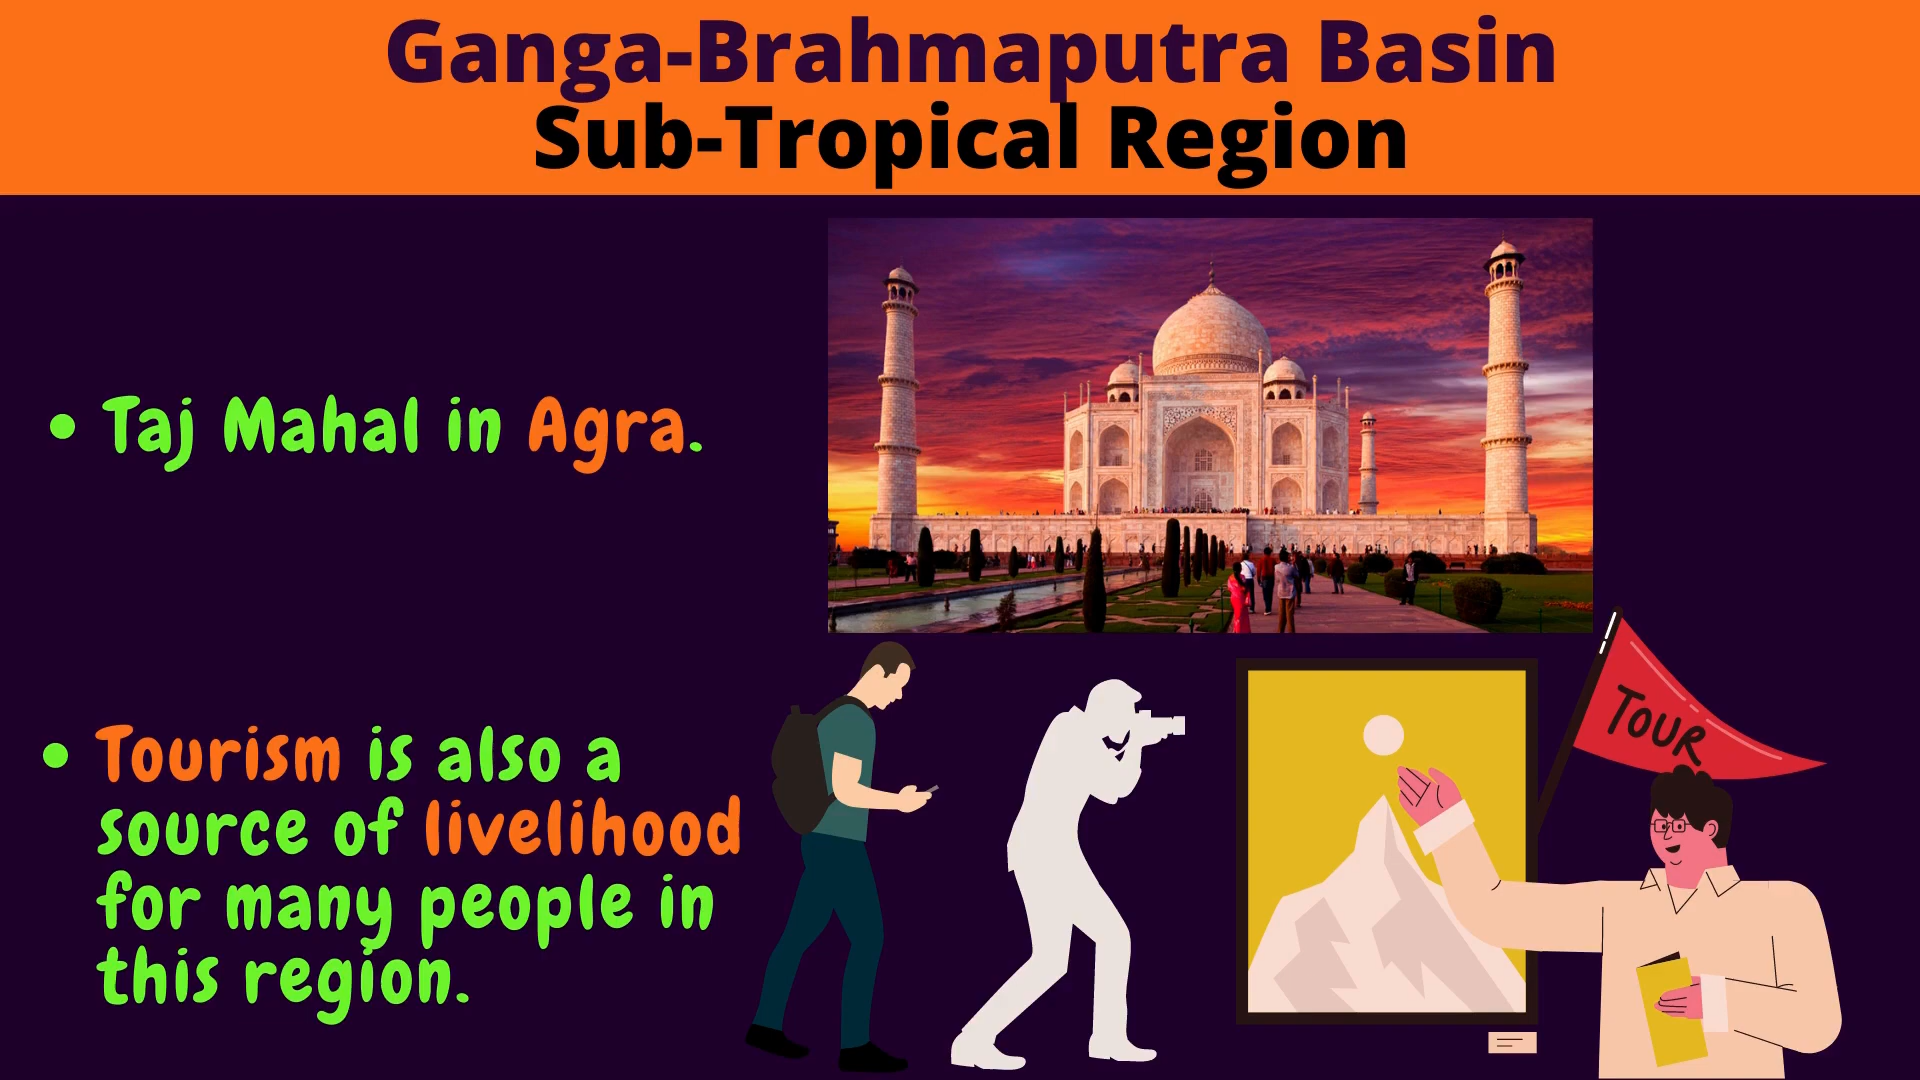 Ganga-Brahmaputra Basin
Sub-Tropical Region
• Taj Mahal in Agra.
• Tourism is also a
source of livelihood
for many people in
this region.
TOUR